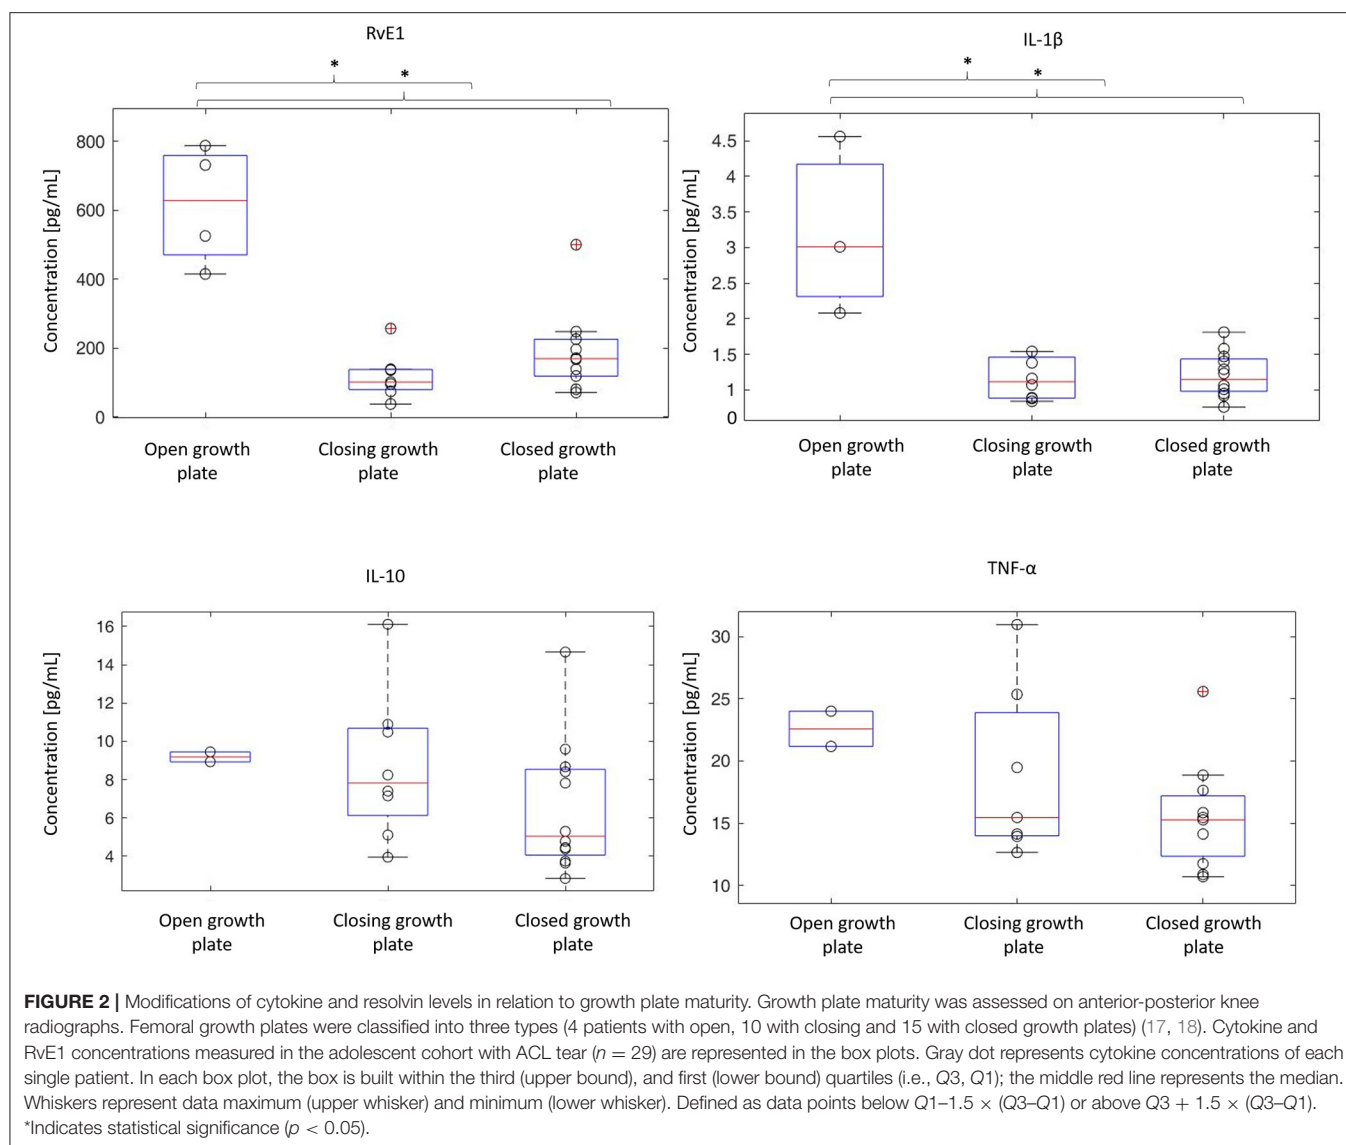 RvE1
*
*
Concentration [pg/mL]
800
600
400
200
0
Open growth
plate
Closing growth
plate
Closed growth
plate
IL-1β
*
*
Concentration [pg/mL]
4.5
4
3.5
3
2.5
2
1.5
1
0
Open growth
plate
Closing growth
plate
Closed growth
plate
IL-10
Concentration [pg/mL]
16
14
12
10
8
6
4
Open growth
plate
Closing growth
plate
Closed growth
plate
TNF-α
Concentration [pg/mL]
30
25
20
15
10
Open growth
plate
Closing growth
plate
Closed growth
plate
FIGURE 2 | Modifications of cytokine and resolvin levels in relation to growth plate maturity. Growth plate maturity was assessed on anterior-posterior knee
radiographs. Femoral growth plates were classified into three types (4 patients with open, 10 with closing and 15 with closed growth plates) (17, 18). Cytokine and
RvE1 concentrations measured in the adolescent cohort with ACL tear (n = 29) are represented in the box plots. Gray dot represents cytokine concentrations of each
single patient. In each box plot, the box is built within the third (upper bound), and first (lower bound) quartiles (i.e., Q3, Q1); the middle red line represents the median.
Whiskers represent data maximum (upper whisker) and minimum (lower whisker). Defined as data points below Q1–1.5 × (Q3–Q1) or above Q3 + 1.5 × (Q3–Q1).
*Indicates statistical significance (p < 0.05).